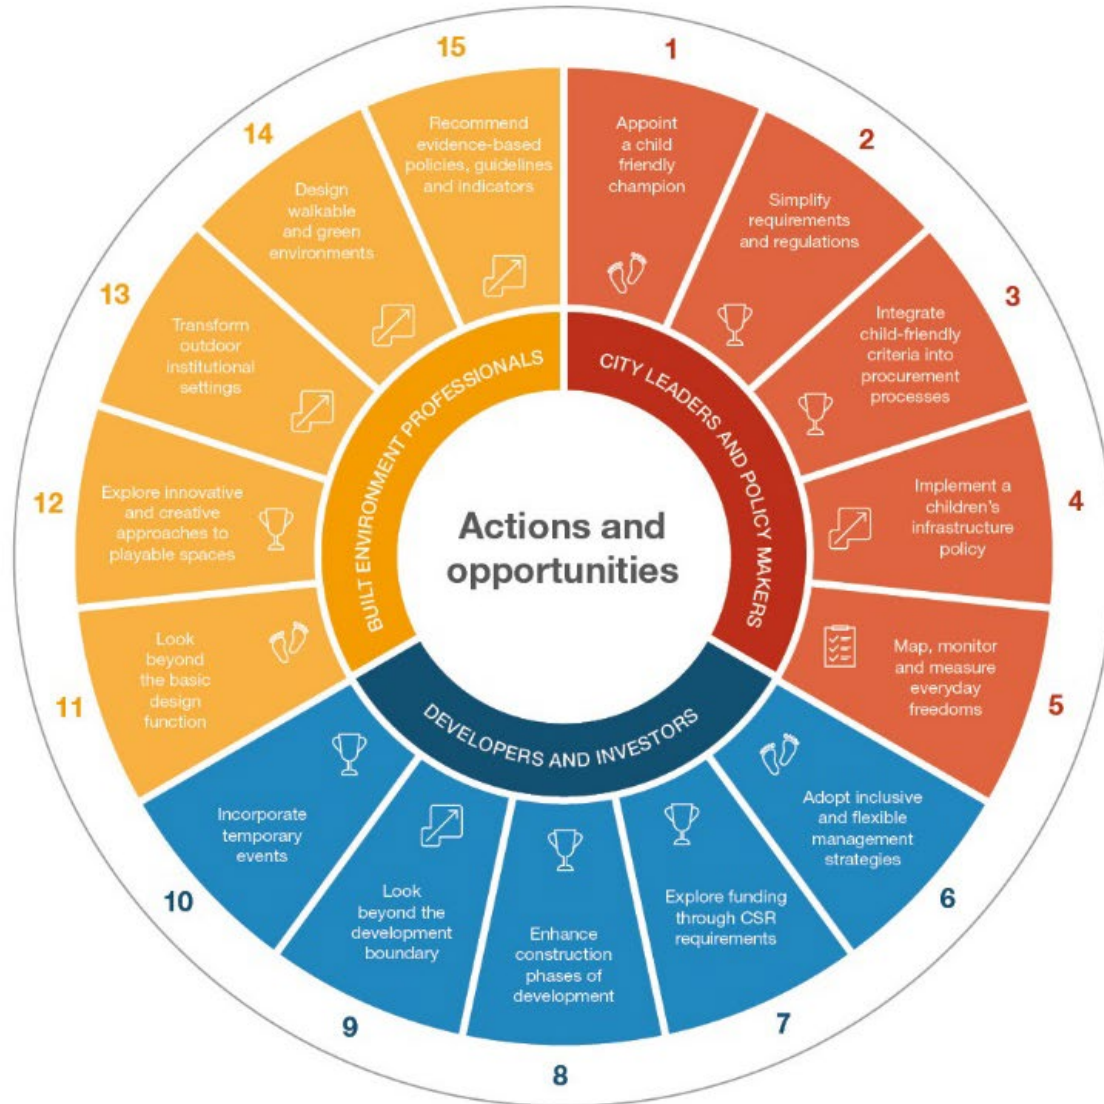 Actions and
opportunities
CITY LEADERS AND POLICY MAKERS
1
Appoint
a child
friendly
champion
2
Simplify
requirements
and regulations
3
Integrate
child-friendly
criteria into
procurement
processes
4
Implement a
children's
infrastructure
policy
5
Map, monitor
and measure
everyday
freedoms
DEVELOPERS AND INVESTORS
6
Adopt inclusive
and flexible
management
strategies
7
Explore funding
through CSR
requirements
8
Enhance
construction
phases of
development
9
Look
beyond the
development
boundary
10
Incorporate
temporary
events
BUILT ENVIRONMENT PROFESSIONALS
11
Look
beyond
the basic
design
function
12
Explore innovative
and creative
approaches to
playable spaces
13
Transform
outdoor
institutional
settings
14
Design
walkable
and green
environments
15
Recommend
evidence-based
policies, guidelines
and indicators